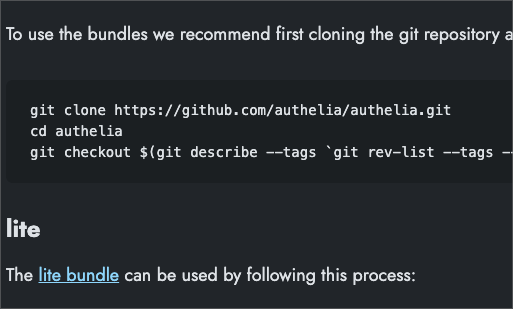 To use the bundles we recommend first cloning the git repository a
git clone https://github.com/authelia/authelia.git
cd authelia
git checkout $(git describe --tags `git rev-list --tags -
lite
The lite bundle can be used by following this process: